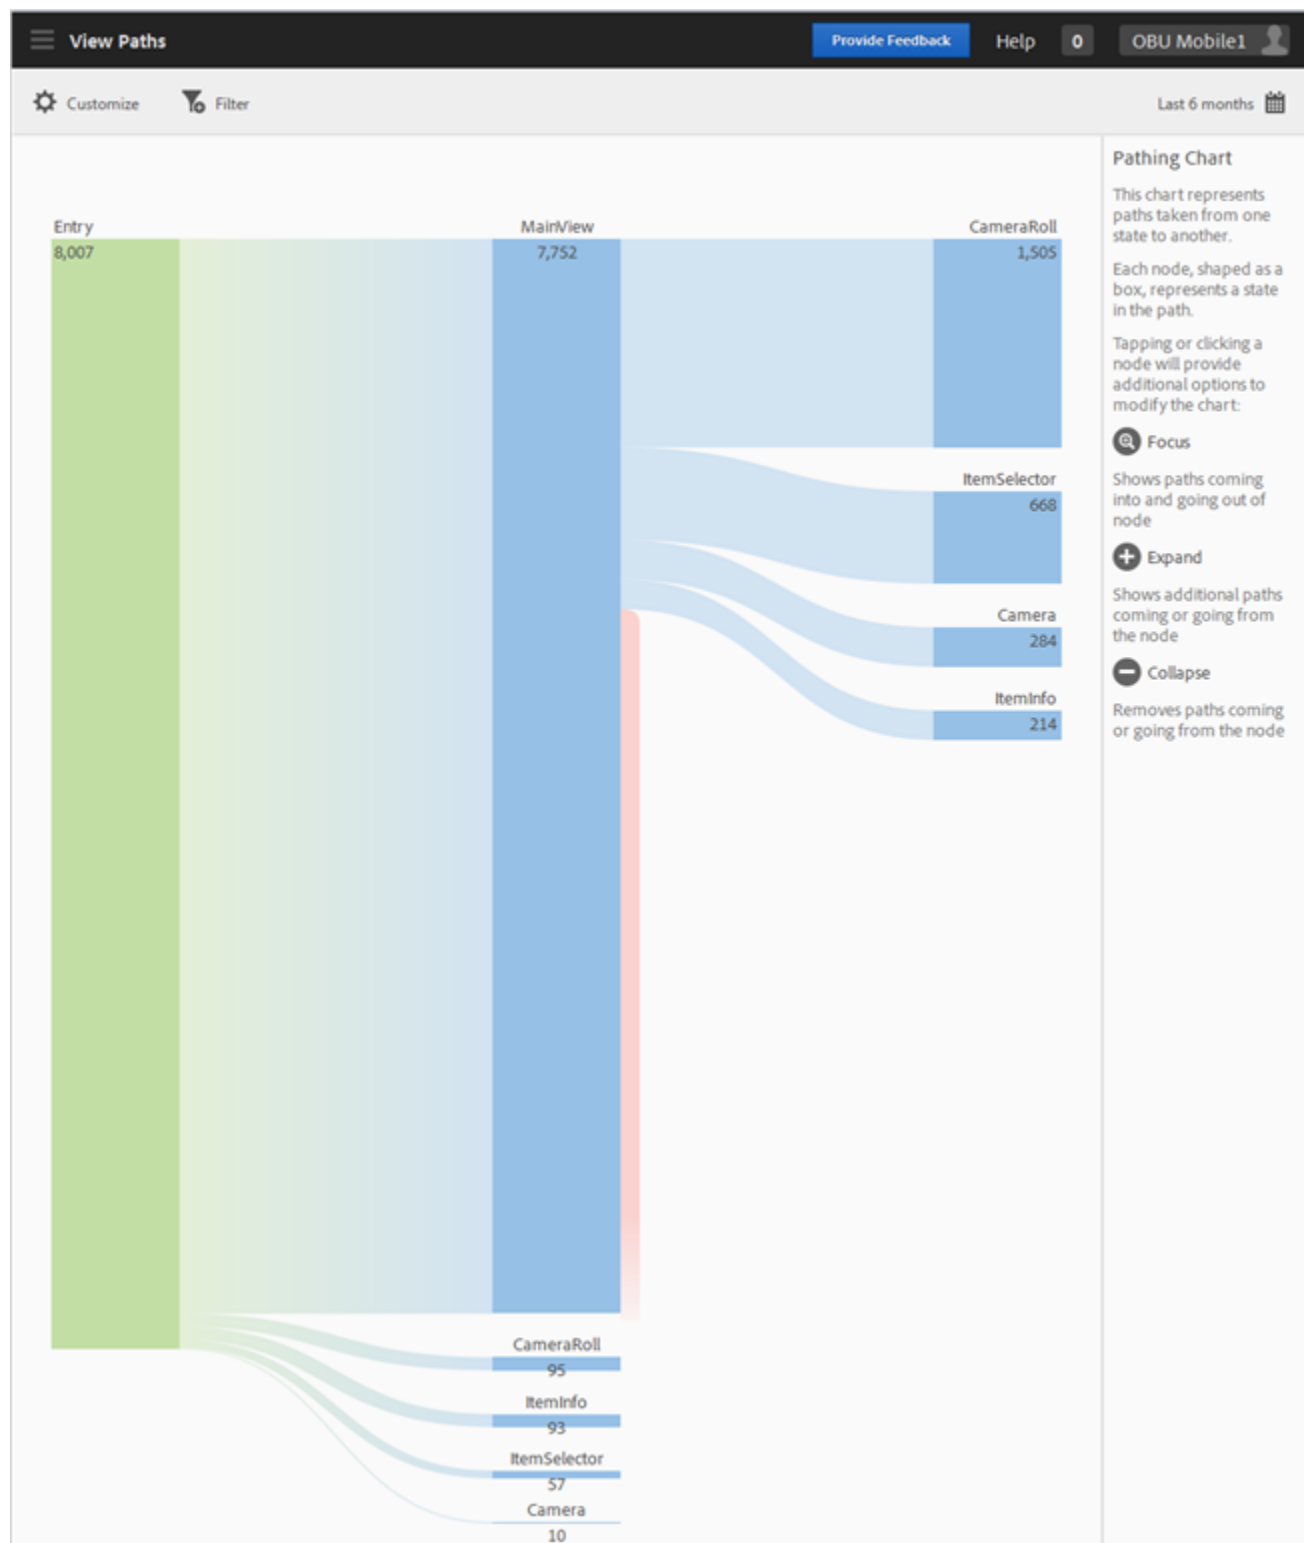 View Paths
Provide Feedback
Help
0
OBU Mobile1
Customize
Filter
Last 6 months
Entry
8,007
MainView
7,752
CameraRoll
1,505
ItemSelector
668
Camera
284
ItemInfo
214
CameraRoll
95
ItemInfo
93
ItemSelector
57
Camera
10
Pathing Chart
This chart represents
paths taken from one
state to another.
Each node, shaped as a
box, represents a state
in the path.
Tapping or clicking a
node will provide
additional options to
modify the chart:
Focus
Shows paths coming
into and going out of
node
Expand
Shows additional paths
coming or going from
the node
Collapse
Removes paths coming
or going from the node